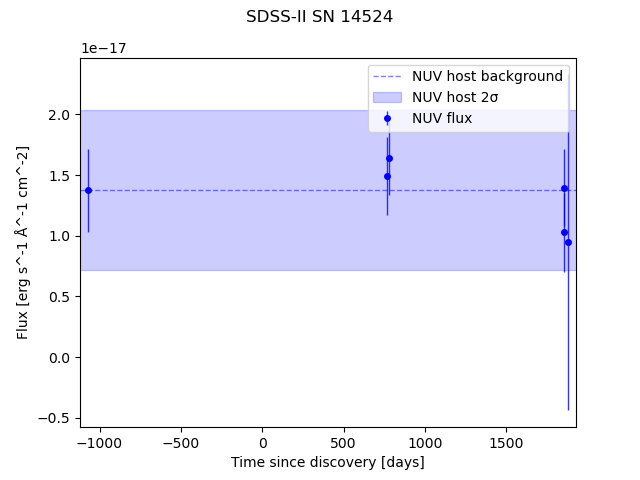 SDSS-II SN 14524
1e−17
NUV host background
NUV host 2σ
NUV flux
2.0
1.5
1.0
0.5
0.0
−0.5
Flux [erg s^-1 Å^-1 cm^-2]
−1000
−500
0
500
1000
1500
Time since discovery [days]